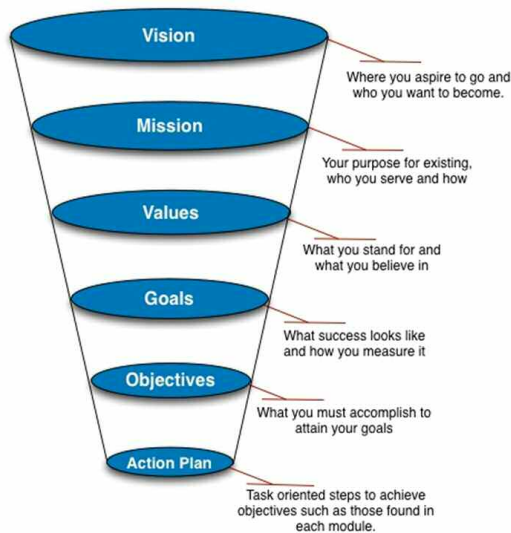 Vision
Where you aspire to go and
who you want to become.
Mission
Your purpose for existing,
who you serve and how
Values
What you stand for and
what you believe in
Goals
What success looks like
and how you measure it
Objectives
What you must accomplish to
attain your goals
Action Plan
Task oriented steps to achieve
objectives such as those found in
each module.